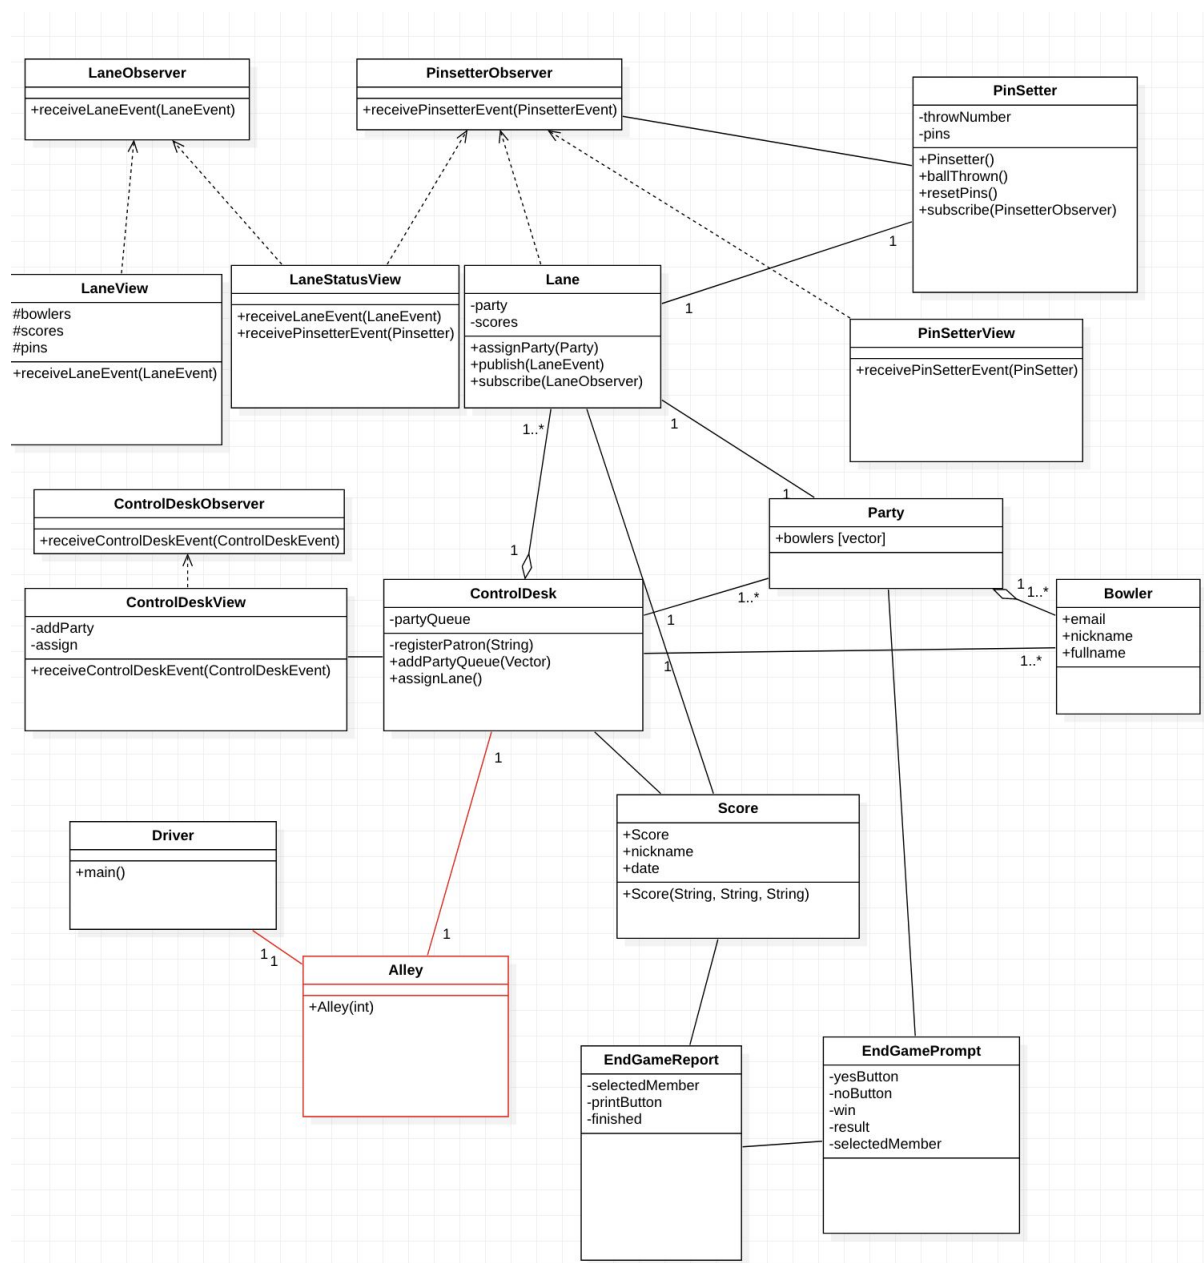 LaneObserver
+receiveLaneEvent(LaneEvent)
PinsetterObserver
+receivePinsetterEvent(PinsetterEvent)
PinSetter
-throwNumber
-pins
+Pinsetter()
+ballThrown()
+resetPins()
+subscribe(PinsetterObserver)
1
1
LaneView
#bowlers
#scores
#pins
+receiveLaneEvent(LaneEvent)
LaneStatusView
+receiveLaneEvent(LaneEvent)
+receivePinsetterEvent(Pinsetter)
Lane
-party
-scores
+assignParty(Party)
+publish(LaneEvent)
+subscribe(LaneObserver)
PinSetterView
+receivePinSetterEvent(PinSetter)
1..*
1
1
1
ControlDeskObserver
+receiveControlDeskEvent(ControlDeskEvent)
Party
+bowlers [vector]
ControlDeskView
-addParty
-assign
+receiveControlDeskEvent(ControlDeskEvent)
ControlDesk
-partyQueue
-registerPatron(String)
+addPartyQueue(Vector)
+assignLane()
1..*
1
1
1..*
1
1..*
Bowler
+email
+nickname
+fullname
1
1
Score
+Score
+nickname
+date
+Score(String, String, String)
Driver
+main()
1
1
Alley
+Alley(int)
EndGameReport
-selectedMember
-printButton
-finished
EndGamePrompt
-yesButton
-noButton
-win
-result
-selectedMember